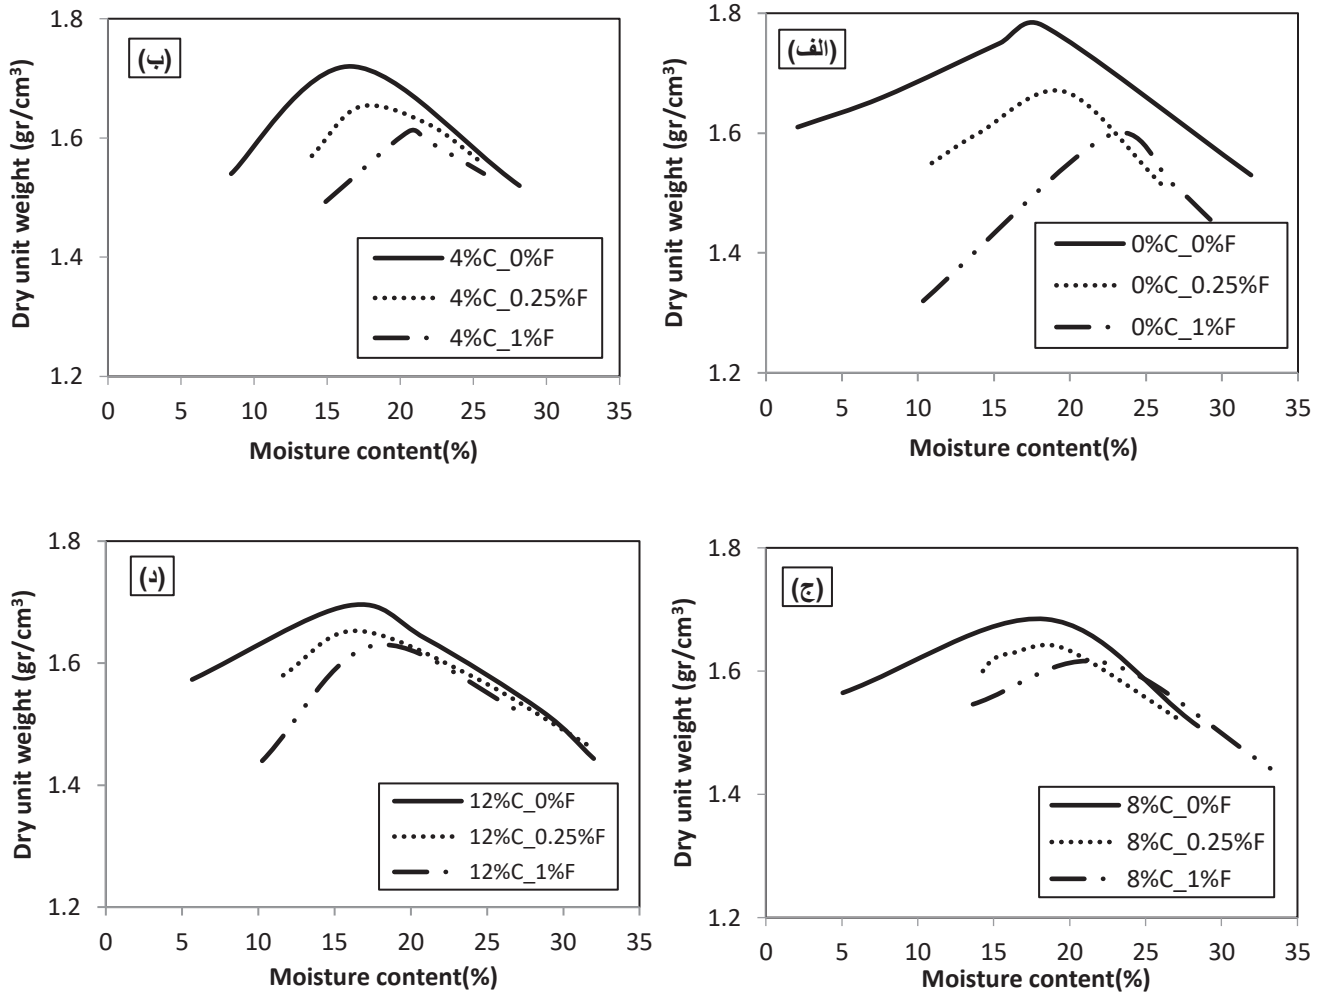 (ب)
Dry unit weight (gr/cm³)
1.8
1.6
1.4
1.2
0 5 10 15 20 25 30 35
Moisture content(%)
4%C_0%F
4%C_0.25%F
4%C_1%F
(الف)
Dry unit weight (gr/cm³)
1.8
1.6
1.4
1.2
0 5 10 15 20 25 30 35
Moisture content(%)
0%C_0%F
0%C_0.25%F
0%C_1%F
(د)
Dry unit weight (gr/cm³)
1.8
1.6
1.4
1.2
0 5 10 15 20 25 30 35
Moisture content(%)
12%C_0%F
12%C_0.25%F
12%C_1%F
(ج)
Dry unit weight (gr/cm³)
1.8
1.6
1.4
1.2
0 5 10 15 20 25 30 35
Moisture content(%)
8%C_0%F
8%C_0.25%F
8%C_1%F